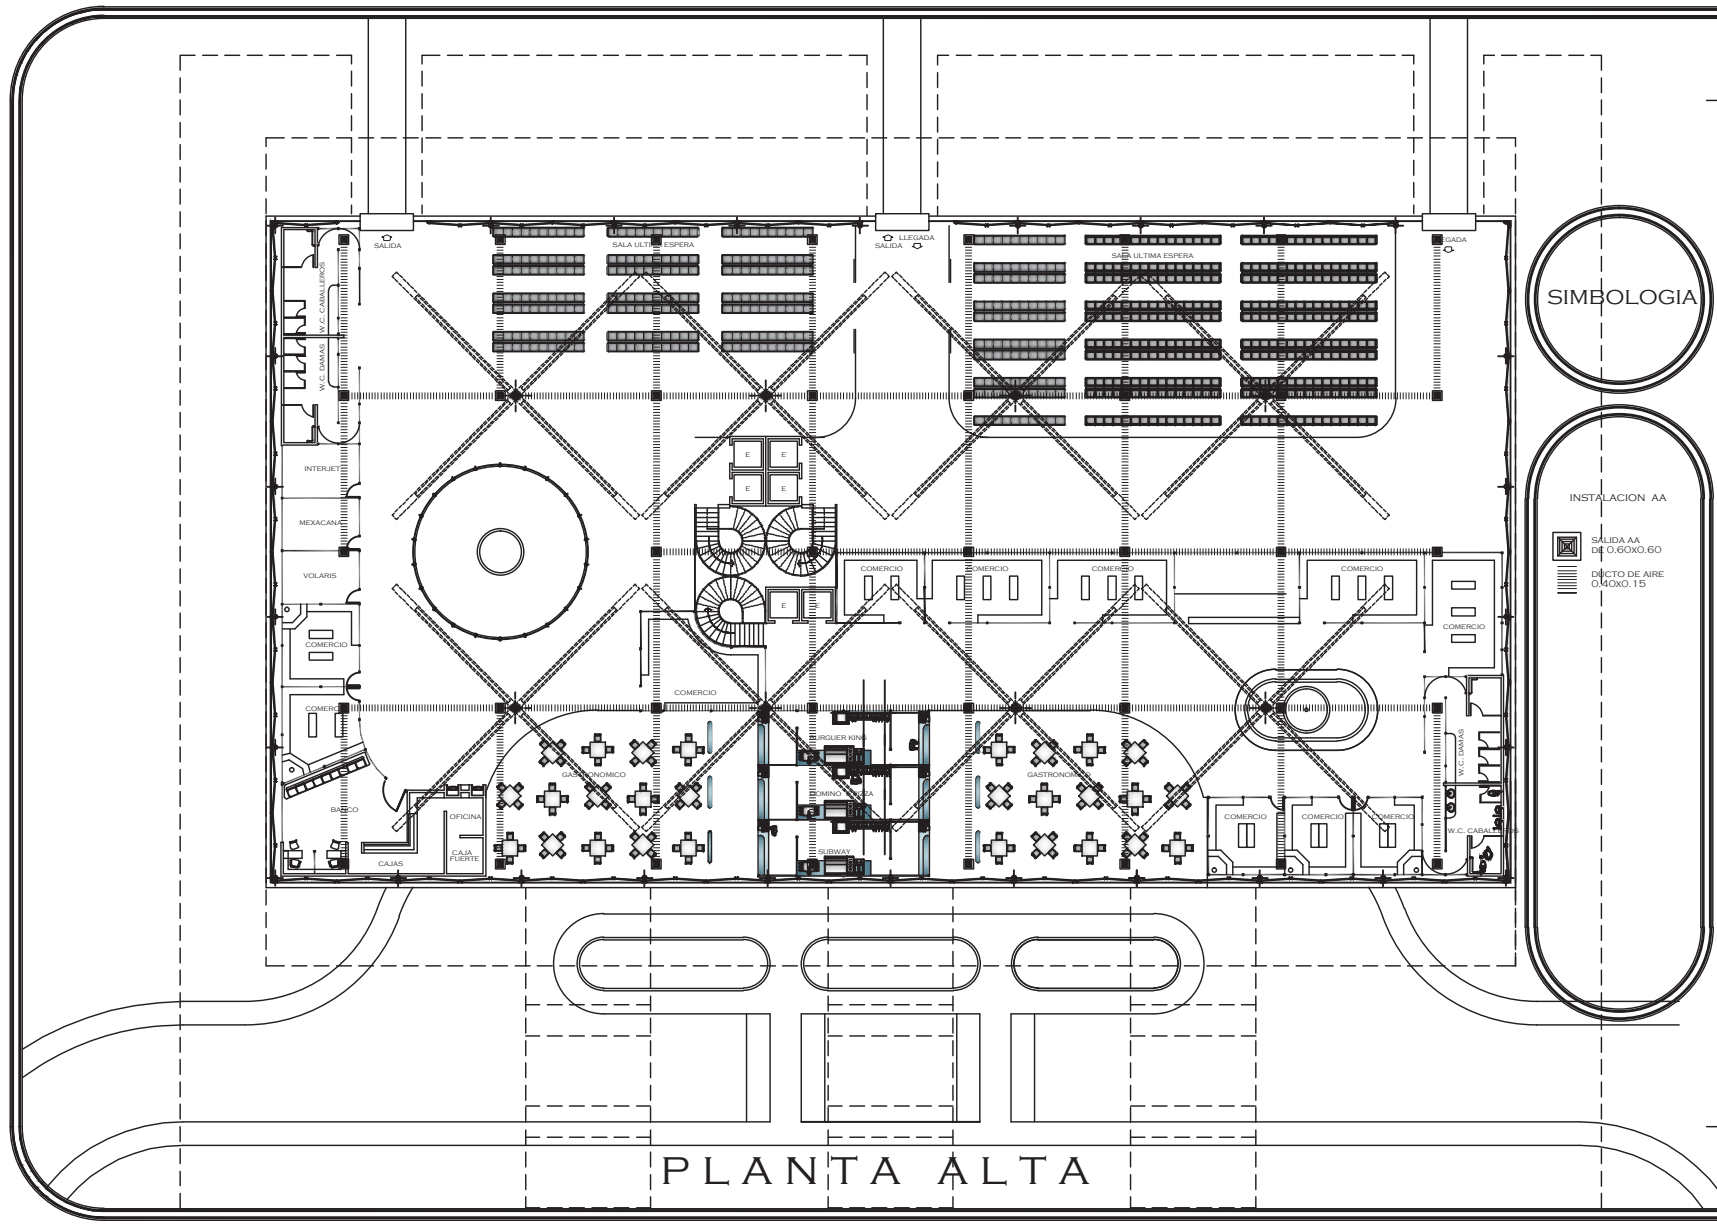 SALIDA
SALA ULTIMA ESPERA
LLEGADA
SALIDA
SALA ULTIMA ESPERA
W.C. CABALLEROS
W.C. DAMAS
SIMBOLOGIA
INTERJET
MEXACANA
VOLARIS
COMERCIO
E
E
E
E
E
E
COMERCIO
COMERCIO
COMERCIO
COMERCIO
COMERCIO
COMERCIO
INSTALACION AA
SALIDA AA
DE 0.60x0.60
DUCTO DE AIRE
0.40x0.15
BURGUER KING
GASTRONOMICO
GASTRONOMICO
SUBWAY
BANCO
OFICINA
CAJAS
CAJA
FUERTE
COMERCIO
COMERCIO
COMERCIO
W.C. DAMAS
W.C. CABALLEROS
PLANTA ALTA